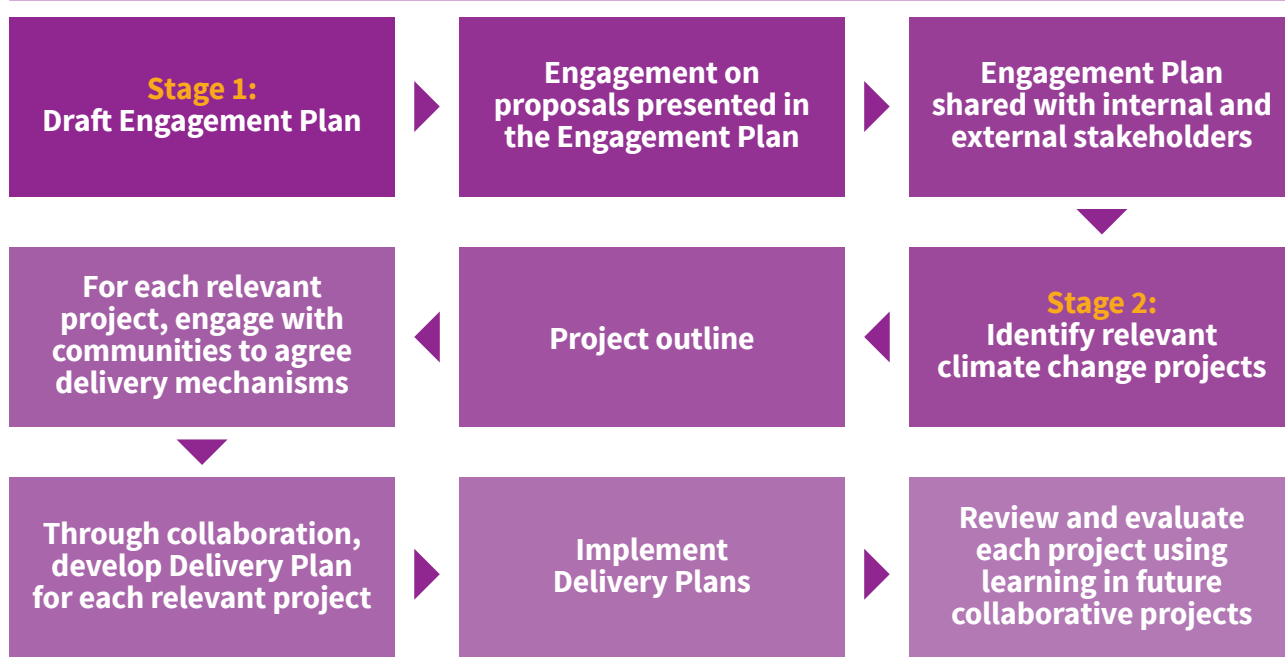 Stage 1:
Draft Engagement Plan
Engagement on
proposals presented in
the Engagement Plan
Engagement Plan
shared with internal and
external stakeholders
Stage 2:
Identify relevant
climate change projects
Project outline
For each relevant
project, engage with
communities to agree
delivery mechanisms
Through collaboration,
develop Delivery Plan
for each relevant project
Implement
Delivery Plans
Review and evaluate
each project using
learning in future
collaborative projects